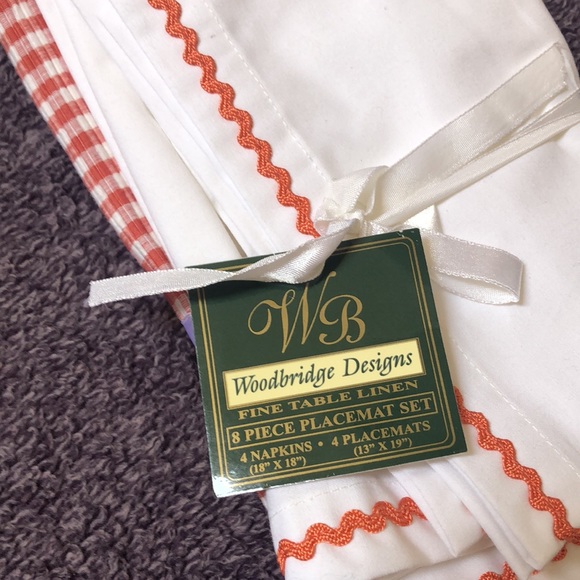 WB
Woodbridge Designs
FINE TABLE LINEN
8 PIECE PLACEMAT SET
4 NAPKINS • 4 PLACEMATS
(18" X 18") (13" X 19")